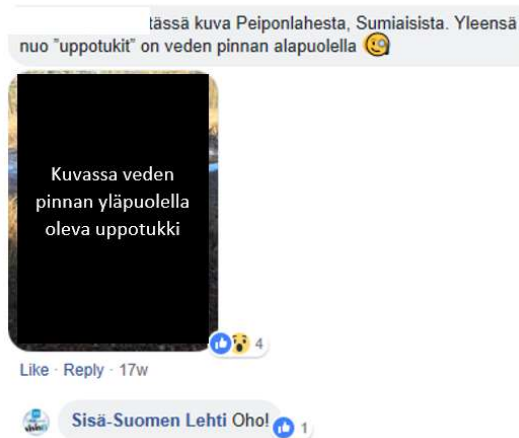 tässä kuva Peiponlahesta, Sumiaisista. Yleensä
nuo "uppotukit" on veden pinnan alapuolella
Kuvassa veden
pinnan yläpuolella
oleva uppotukki
4
Like · Reply · 17w
Sisä-Suomen Lehti Oho!
1